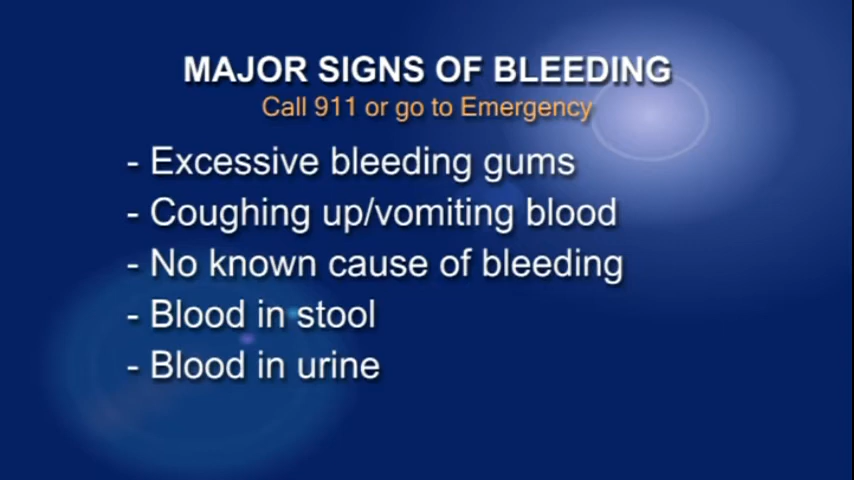 MAJOR SIGNS OF BLEEDING
Call 911 or go to Emergency
- Excessive bleeding gums
- Coughing up/vomiting blood
- No known cause of bleeding
- Blood in stool
- Blood in urine